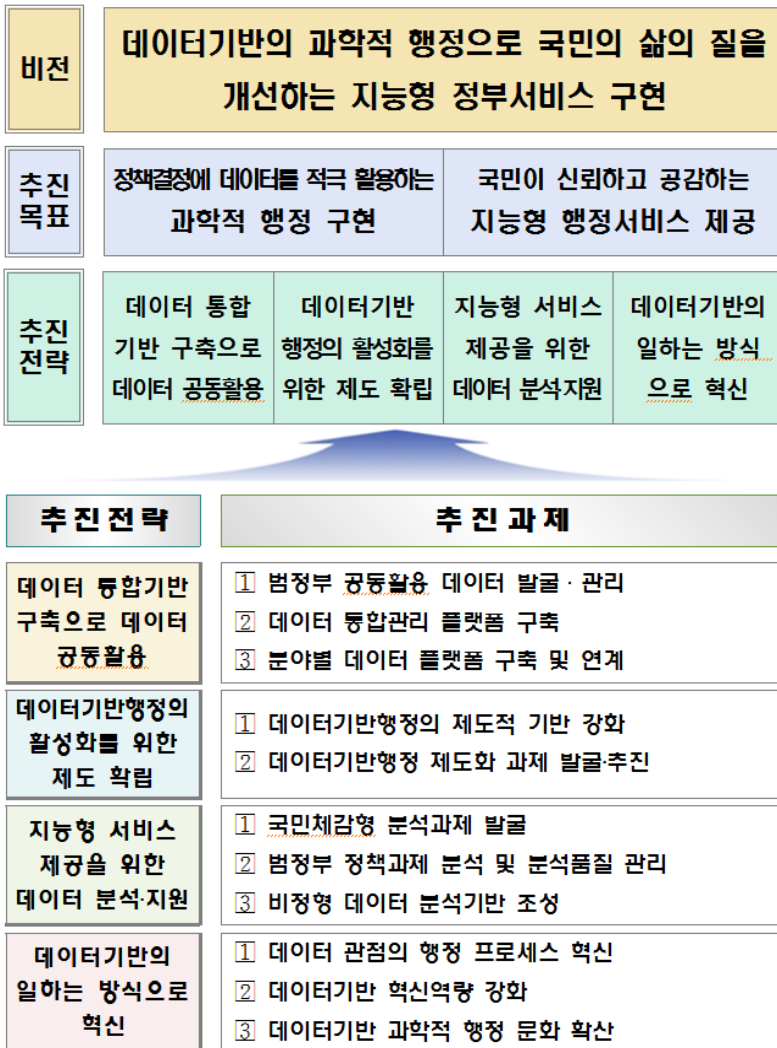 비전
데이터기반의 과학적 행정으로 국민의 삶의 질을
개선하는 지능형 정부서비스 구현
추진
목표
정책결정에 데이터를 적극 활용하는
과학적 행정 구현
국민이 신뢰하고 공감하는
지능형 행정서비스 제공
추진
전략
데이터 통합
기반 구축으로
데이터 공동활용
데이터기반
행정의 활성화를
위한 제도 확립
지능형 서비스
제공을 위한
데이터 분석·지원
데이터기반의
일하는 방식
으로 혁신
추진전략
추진과제
데이터 통합기반
구축으로 데이터
공동활용
1 범정부 공동활용 데이터 발굴·관리
2 데이터 통합관리 플랫폼 구축
3 분야별 데이터 플랫폼 구축 및 연계
데이터기반행정의
활성화를 위한
제도 확립
1 데이터기반행정의 제도적 기반 강화
2 데이터기반행정 제도화 과제 발굴·추진
지능형 서비스
제공을 위한
데이터 분석·지원
1 국민체감형 분석과제 발굴
2 범정부 정책과제 분석 및 분석품질 관리
3 비정형 데이터 분석기반 조성
데이터기반의
일하는 방식으로
혁신
1 데이터 관점의 행정 프로세스 혁신
2 데이터기반 혁신역량 강화
3 데이터기반 과학적 행정 문화 확산